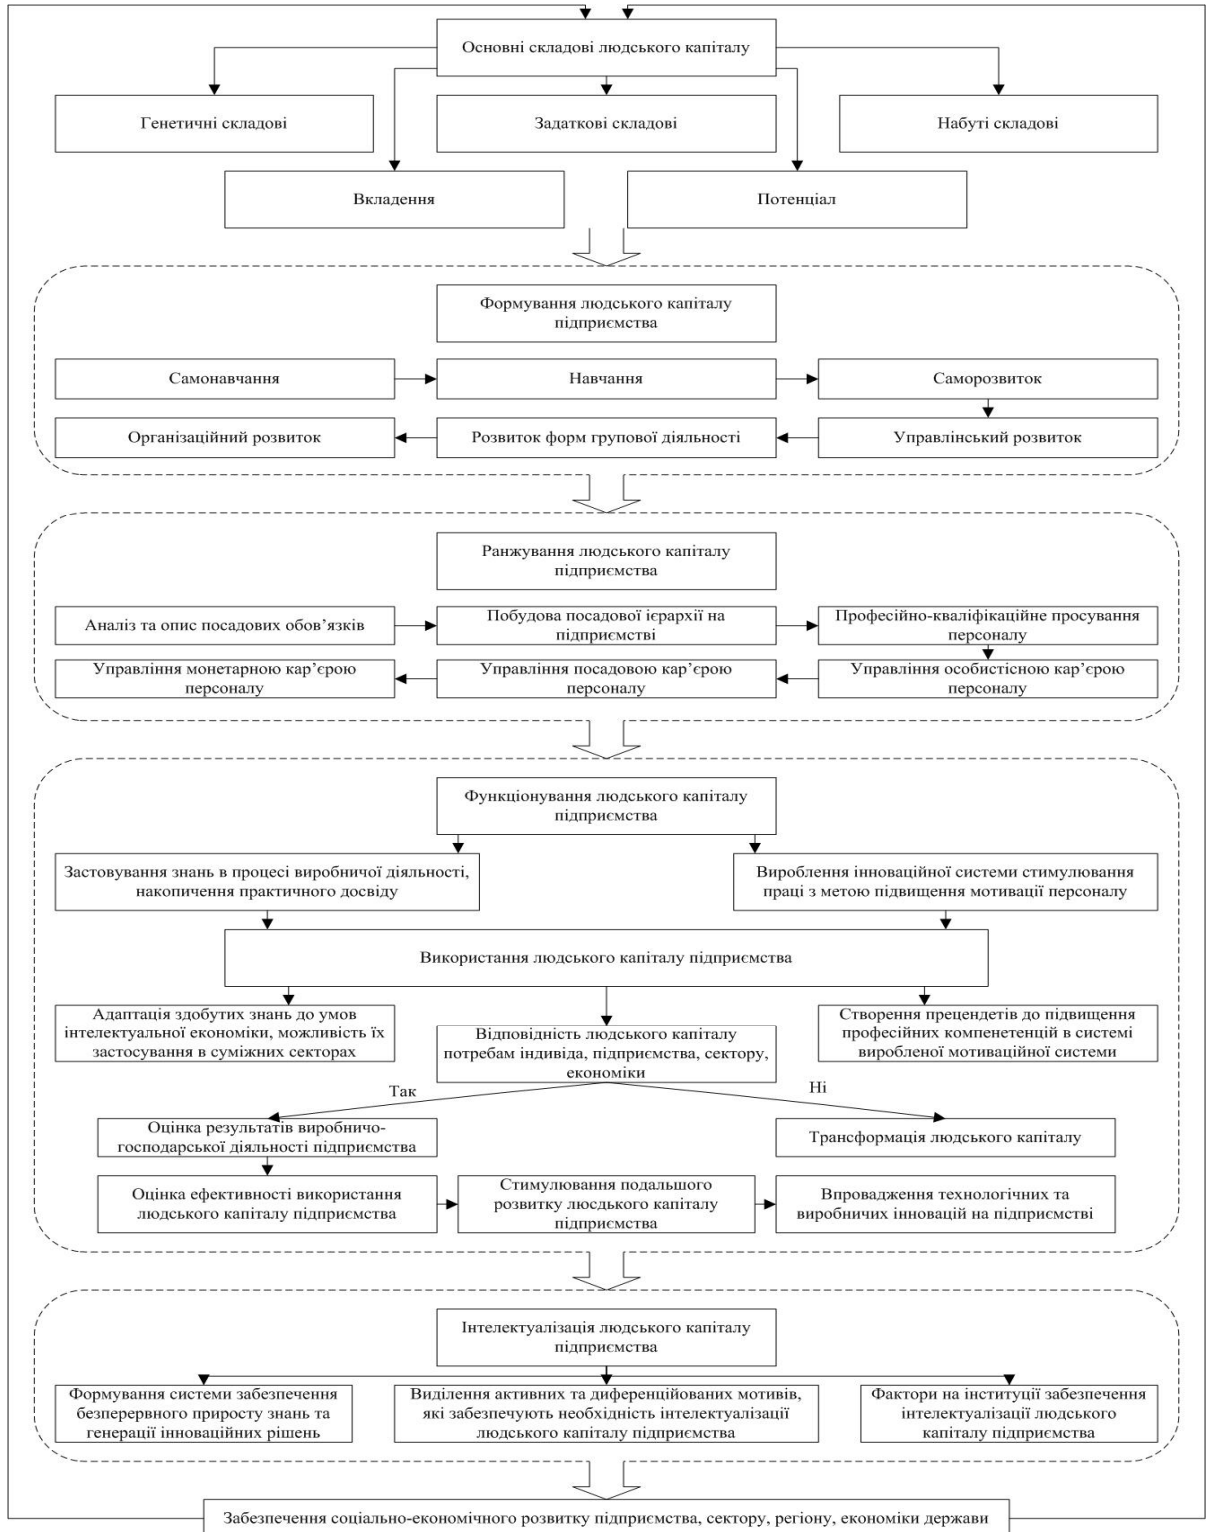 Основні складові людського капіталу
Генетичні складові
Задаткові складові
Набуті складові
Вкладення
Потенціал
Формування людського капіталу
підприємства
Самонавчання
Навчання
Саморозвиток
Організаційний розвиток
Розвиток форм групової діяльності
Управлінський розвиток
Ранжування людського капіталу
підприємства
Аналіз та опис посадових обов’язків
Побудова посадової ієрархії на
підприємстві
Професійно-кваліфікаційне просування
персоналу
Управління монетарною кар’єрою
персоналу
Управління посадовою кар’єрою
персоналу
Управління особистісною кар’єрою
персоналу
Функціонування людського капіталу
підприємства
Застовування знань в процесі виробничої діяльності,
накопичення практичного досвіду
Вироблення інноваційної системи стимулювання
праці з метою підвищення мотивації персоналу
Використання людського капіталу підприємства
Адаптація здобутих знань до умов
інтелектуальної економіки, можливість їх
застосування в суміжних секторах
Відповідність людського капіталу
потребам індивіда, підприємства, сектору,
економіки
Створення прецендетів до підвищення
професійних компенетенцій в системі
виробленої мотиваційної системи
Так
Ні
Оцінка результатів виробничо-
господарської діяльності підприємства
Трансформація людського капіталу
Оцінка ефективності використання
людського капіталу підприємства
Стимулювання подальшого
розвитку люсдького капіталу
підприємства
Впровадження технологічних та
виробничих інновацій на підприємстві
Інтелектуалізація людського капіталу
підприємства
Формування системи забезпечення
безперервного приросту знань та
генерації інноваційних рішень
Виділення активних та диференційованих мотивів,
які забезпечують необхідність інтелектуалізації
людського капіталу підприємства
Фактори на інституції забезпечення
інтелектуалізації людського
капіталу підприємства
Забезпечення соціально-економічного розвитку підприємства, сектору, регіону, економіки держави